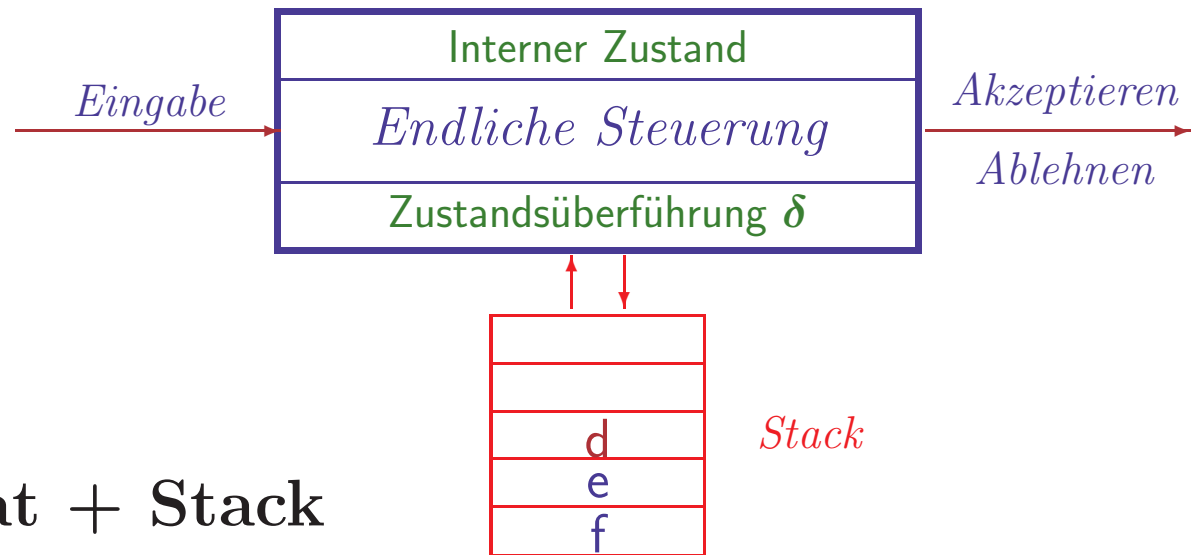 Interner Zustand
Eingabe
Endliche Steuerung
Akzeptieren
Ablehnen
Zustandsüberführung δ
d
Stack
e
f
at + Stack